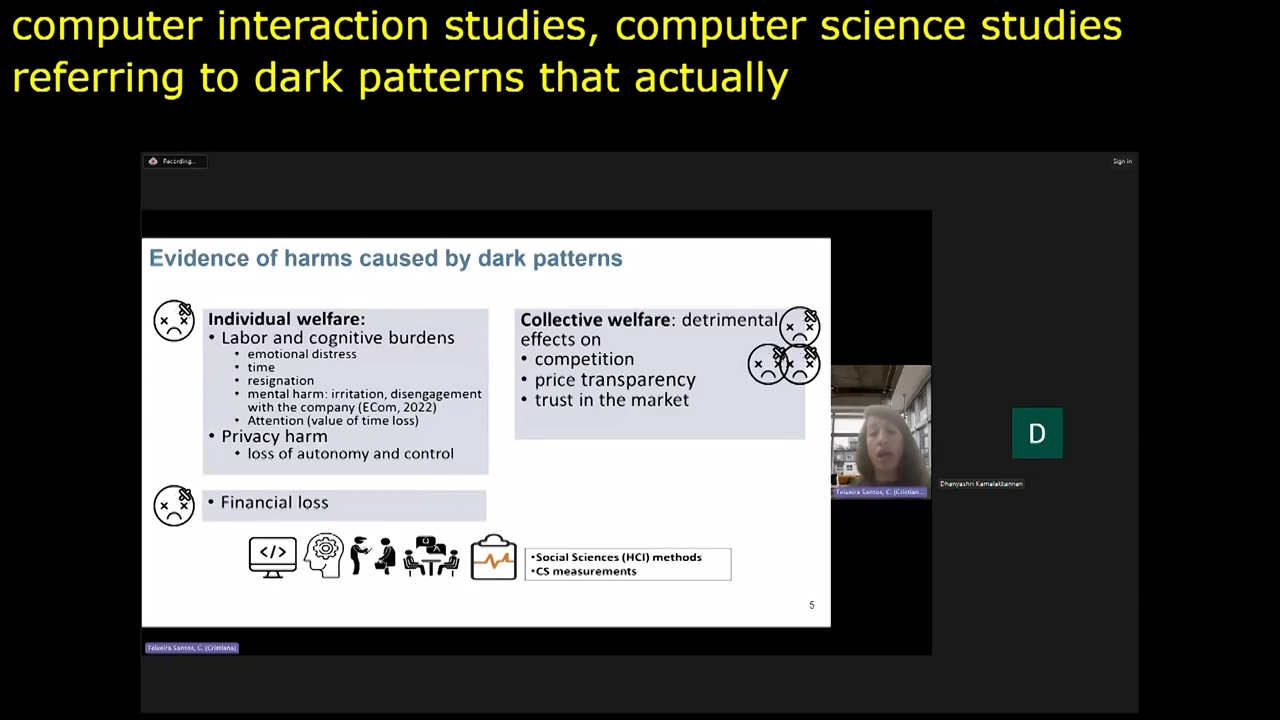 computer interaction studies, computer science studies
referring to dark patterns that actually
Recording...
Sign in
Evidence of harms caused by dark patterns
Individual welfare:
• Labor and cognitive burdens
• emotional distress
• time
• resignation
• mental harm: irritation, disengagement
with the company (ECom, 2022)
• Attention (value of time loss)
• Privacy harm
• loss of autonomy and control
• Financial loss
Collective welfare: detrimental
effects on
• competition
• price transparency
• trust in the market
</>
•Social Sciences (HCI) methods
•CS measurements
5
Teixeira Santos, C. (Cristiana)
Teixeira Santos, C. (Cristian...
D
Dhanyashri Kamalakkannan